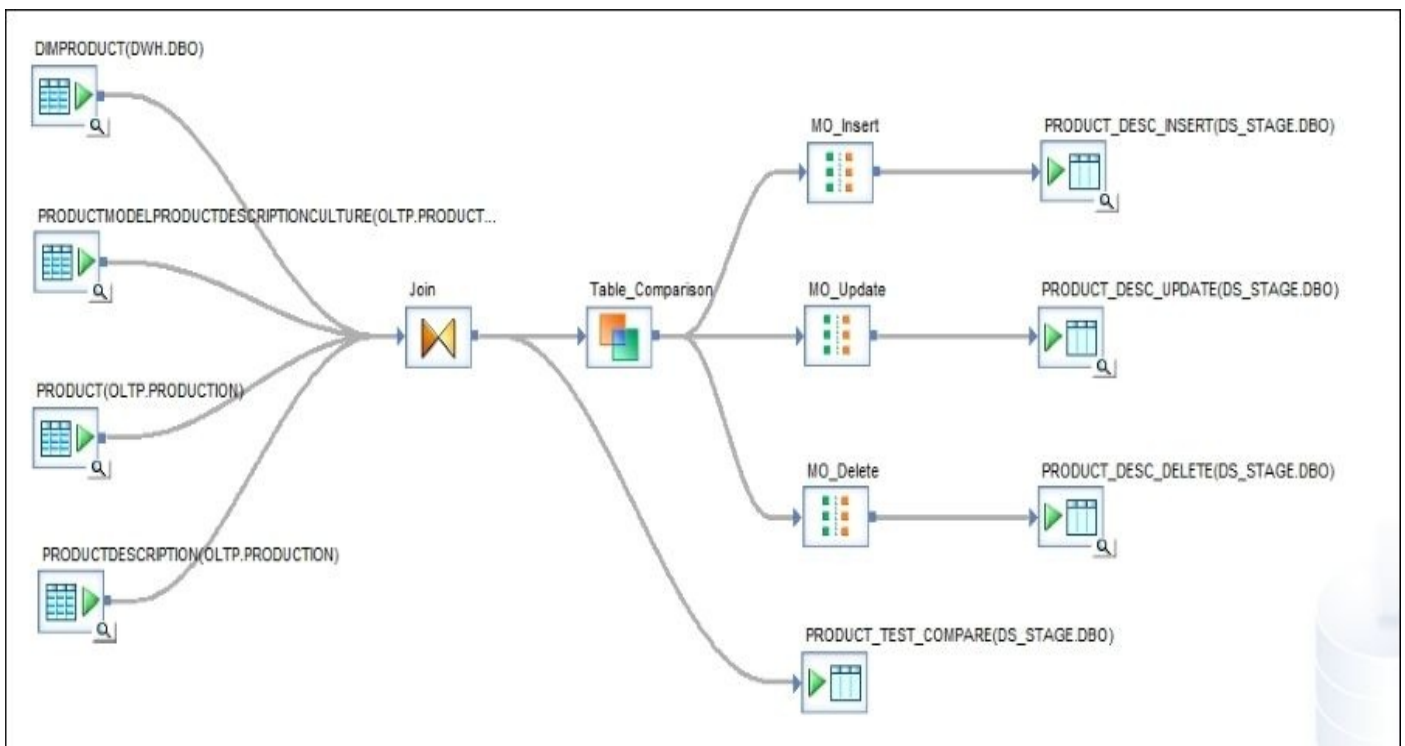 DIMPRODUCT(DWH.DBO)
PRODUCTMODELPRODUCTDESCRIPTIONCULTURE(OLTP.PRODUCT...
PRODUCT(OLTP.PRODUCTION)
PRODUCTDESCRIPTION(OLTP.PRODUCTION)
Join
Table_Comparison
MO_Insert
PRODUCT_DESC_INSERT(DS_STAGE.DBO)
MO_Update
PRODUCT_DESC_UPDATE(DS_STAGE.DBO)
MO_Delete
PRODUCT_DESC_DELETE(DS_STAGE.DBO)
PRODUCT_TEST_COMPARE(DS_STAGE.DBO)